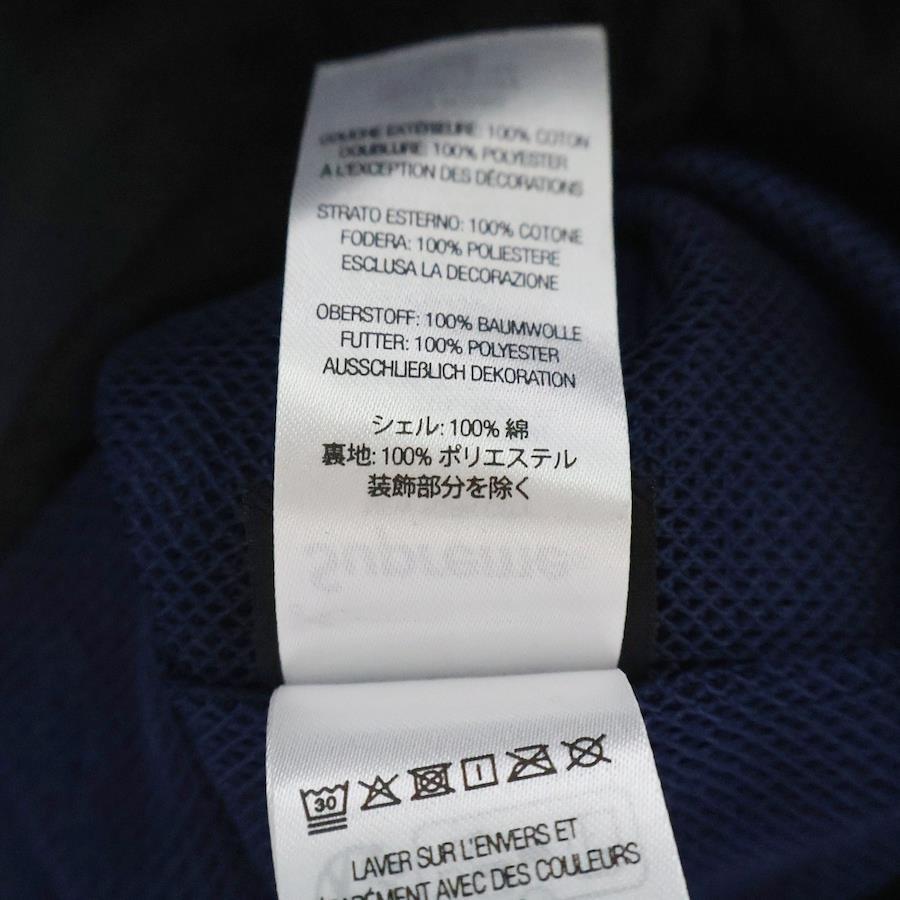 COUCHE EXTÉRIEURE: 100% COTON
DOUBLURE: 100% POLYESTER
À L'EXCEPTION DES DÉCORATIONS
STRATO ESTERNO: 100% COTONE
FODERA: 100% POLIESTERE
ESCLUSA LA DECORAZIONE
OBERSTOFF: 100% BAUMWOLLE
FUTTER: 100% POLYESTER
AUSSCHLIEßLICH DEKORATION
シェル: 100% 綿
裏地: 100% ポリエステル
装飾部分を除く
Supreme
30
LAVER SUR L'ENVERS ET
AVEC DES COULEURS